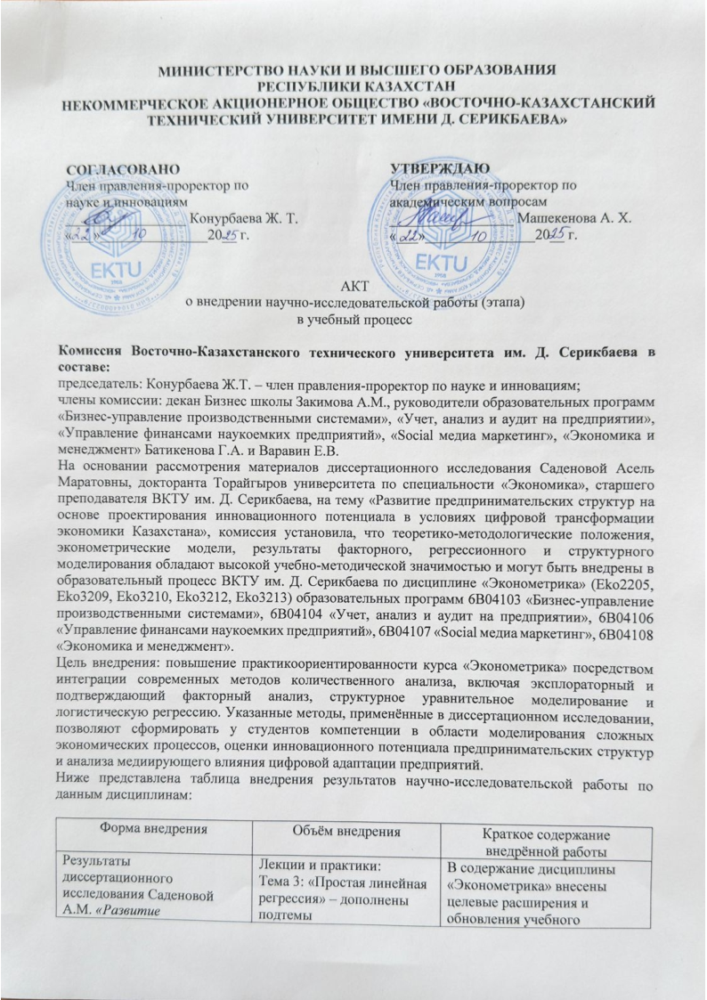 МИНИСТЕРСТВО НАУКИ И ВЫСШЕГО ОБРАЗОВАНИЯ
РЕСПУБЛИКИ КАЗАХСТАН
НЕКОММЕРЧЕСКОЕ АКЦИОНЕРНОЕ ОБЩЕСТВО «ВОСТОЧНО-КАЗАХСТАНСКИЙ
ТЕХНИЧЕСКИЙ УНИВЕРСИТЕТ ИМЕНИ Д. СЕРИКБАЕВА»
СОГЛАСОВАНО
Член правления-проректор по
науке и инновациям
Конурбаева Ж. Т.
«22» 10 2025 г.
EKTU
1958
УТВЕРЖДАЮ
Член правления-проректор по
академическим вопросам
Машекенова А. Х.
«22» 10 2025 г.
EKTU
1958
АКТ
о внедрении научно-исследовательской работы (этапа)
в учебный процесс
Комиссия Восточно-Казахстанского технического университета им. Д. Серикбаева в
составе:
председатель: Конурбаева Ж.Т. – член правления-проректор по науке и инновациям;
члены комиссии: декан Бизнес школы Закимова А.М., руководители образовательных программ
«Бизнес-управление производственными системами», «Учет, анализ и аудит на предприятии»,
«Управление финансами наукоемких предприятий», «Social медиа маркетинг», «Экономика и
менеджмент» Батикенова Г.А. и Варавин Е.В.
На основании рассмотрения материалов диссертационного исследования Саденовой Асель
Маратовны, докторанта Торайгыров университета по специальности «Экономика», старшего
преподавателя ВКТУ им. Д. Серикбаева, на тему «Развитие предпринимательских структур на
основе проектирования инновационного потенциала в условиях цифровой трансформации
экономики Казахстана», комиссия установила, что теоретико-методологические положения,
эконометрические модели, результаты факторного, регрессионного и структурного
моделирования обладают высокой учебно-методической значимостью и могут быть внедрены в
образовательный процесс ВКТУ им. Д. Серикбаева по дисциплине «Эконометрика» (Eko2205,
Eko3209, Eko3210, Eko3212, Eko3213) образовательных программ 6В04103 «Бизнес-управление
производственными системами», 6В04104 «Учет, анализ и аудит на предприятии», 6В04106
«Управление финансами наукоемких предприятий», 6В04107 «Social медиа маркетинг», 6В04108
«Экономика и менеджмент».
Цель внедрения: повышение практикоориентированности курса «Эконометрика» посредством
интеграции современных методов количественного анализа, включая эксплораторный и
подтверждающий факторный анализ, структурное уравнительное моделирование и
логистическую регрессию. Указанные методы, применённые в диссертационном исследовании,
позволяют сформировать у студентов компетенции в области моделирования сложных
экономических процессов, оценки инновационного потенциала предпринимательских структур
и анализа медиирующего влияния цифровой адаптации предприятий.
Ниже представлена таблица внедрения результатов научно-исследовательской работы по
данным дисциплинам:
Форма внедрения
Объём внедрения
Краткое содержание
внедрённой работы
Результаты
диссертационного
исследования Саденовой
А.М. «Развитие
Лекции и практики:
Тема 3: «Простая линейная
регрессия» – дополнены
подтемы
В содержание дисциплины
«Эконометрика» внесены
целевые расширения и
обновления учебного